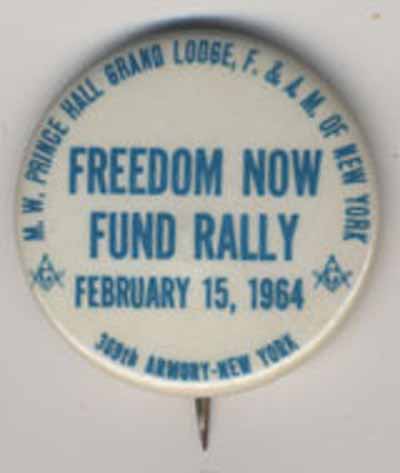 M. W. PRINCE HALL GRAND LODGE, F. & A. M. OF NEW YORK
FREEDOM NOW
FUND RALLY
FEBRUARY 15, 1964
G G
369th ARMORY-NEW YORK